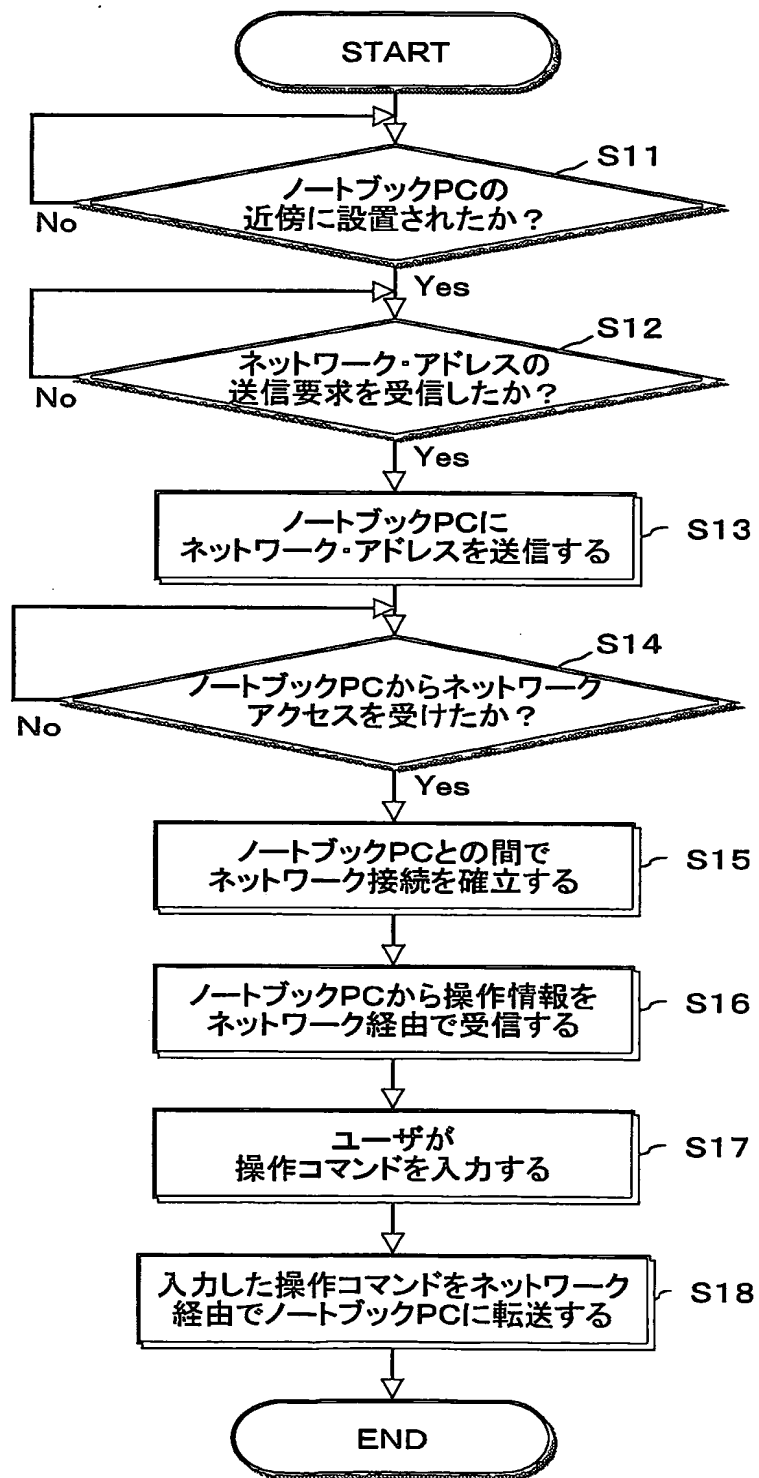 START
S11
ノートブックPCの
近傍に設置されたか?
No
Yes
S12
ネットワーク・アドレスの
送信要求を受信したか?
No
Yes
ノートブックPCに
ネットワーク・アドレスを送信する
S13
S14
ノートブックPCからネットワーク
アクセスを受けたか?
No
Yes
ノートブックPCとの間で
ネットワーク接続を確立する
S15
ノートブックPCから操作情報を
ネットワーク経由で受信する
S16
ユーザが
操作コマンドを入力する
S17
入力した操作コマンドをネットワーク
経由でノートブックPCに転送する
S18
END